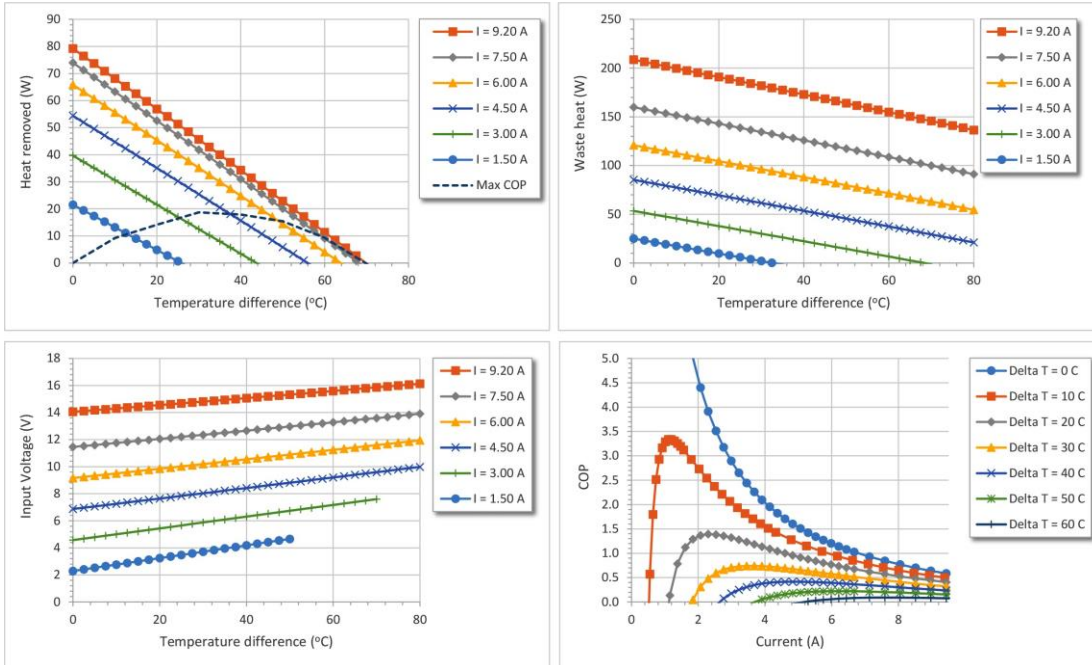 Heat removed (W)
90
80
70
60
50
40
30
20
10
0
0 20 40 60 80
Temperature difference (°C)
I = 9.20 A
I = 7.50 A
I = 6.00 A
I = 4.50 A
I = 3.00 A
I = 1.50 A
Max COP
Waste heat (W)
250
200
150
100
50
0
0 20 40 60 80
Temperature difference (°C)
I = 9.20 A
I = 7.50 A
I = 6.00 A
I = 4.50 A
I = 3.00 A
I = 1.50 A
Input Voltage (V)
18
16
14
12
10
8
6
4
2
0
0 20 40 60 80
Temperature difference (°C)
I = 9.20 A
I = 7.50 A
I = 6.00 A
I = 4.50 A
I = 3.00 A
I = 1.50 A
COP
5.0
4.5
4.0
3.5
3.0
2.5
2.0
1.5
1.0
0.5
0.0
0 2 4 6 8
Current (A)
Delta T = 0 C
Delta T = 10 C
Delta T = 20 C
Delta T = 30 C
Delta T = 40 C
Delta T = 50 C
Delta T = 60 C